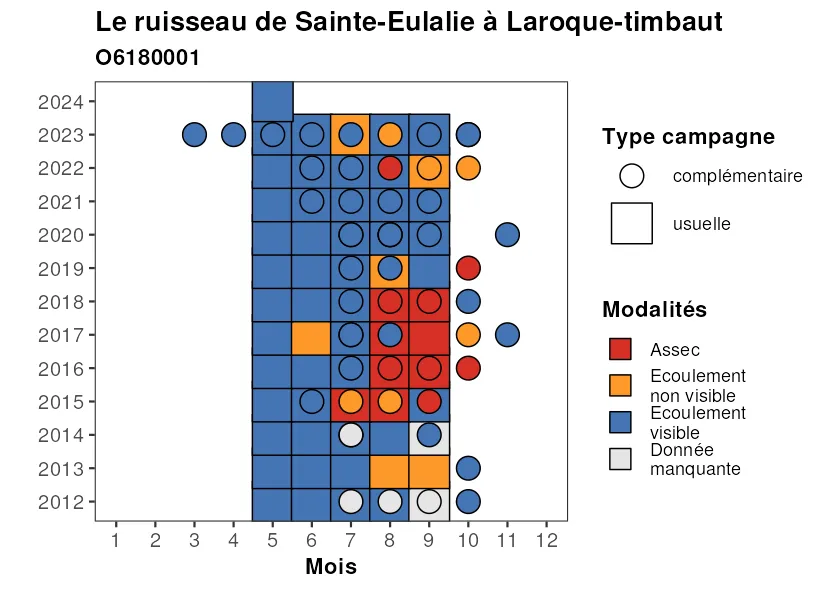 Le ruisseau de Sainte-Eulalie à Laroque-timbaut
O6180001
2024
2023
2022
2021
2020
2019
2018
2017
2016
2015
2014
2013
2012
1 2 3 4 5 6 7 8 9 10 11 12
Mois
Type campagne
complémentaire
usuelle
Modalités
Assec
Ecoulement
non visible
Ecoulement
visible
Donnée
manquante